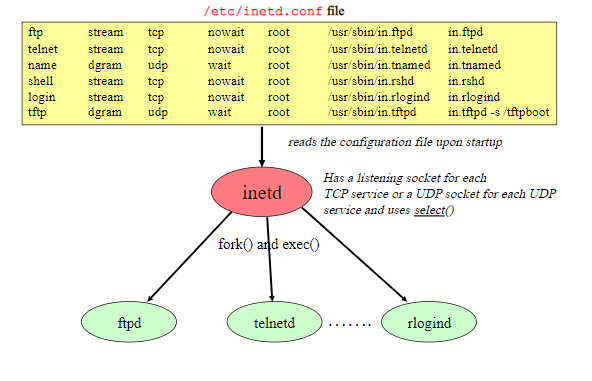 /etc/inetd.conf file
ftp stream tcp nowait root /usr/sbin/in.ftpd in.ftpd
telnet stream tcp nowait root /usr/sbin/in.telnetd in.telnetd
name dgram udp wait root /usr/sbin/in.tnamed in.tnamed
shell stream tcp nowait root /usr/sbin/in.rshd in.rshd
login stream tcp nowait root /usr/sbin/in.rlogind in.rlogind
tftp dgram udp wait root /usr/sbin/in.tftpd in.tftpd -s /tftpboot
reads the configuration file upon startup
inetd
Has a listening socket for each
TCP service or a UDP socket for each UDP
service and uses select()
fork() and exec()
ftpd
telnetd
.......
rlogind